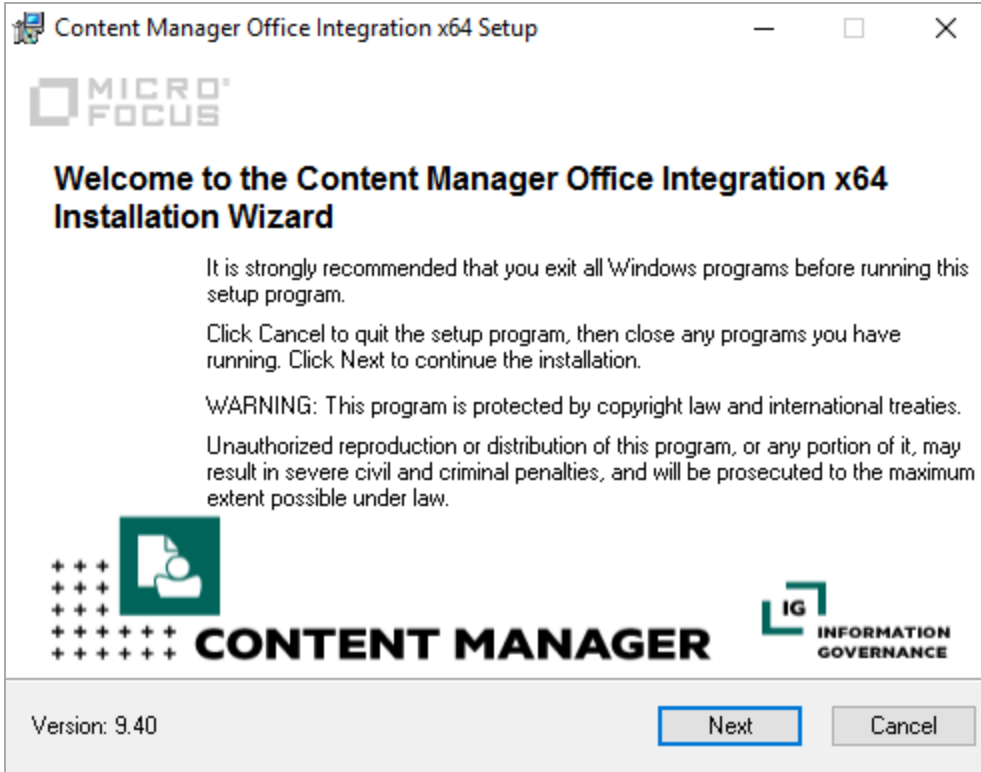 Content Manager Office Integration x64 Setup
MICRO
FOCUS
Welcome to the Content Manager Office Integration x64
Installation Wizard
It is strongly recommended that you exit all Windows programs before running this
setup program.
Click Cancel to quit the setup program, then close any programs you have
running. Click Next to continue the installation.
WARNING: This program is protected by copyright law and international treaties.
Unauthorized reproduction or distribution of this program, or any portion of it, may
result in severe civil and criminal penalties, and will be prosecuted to the maximum
extent possible under law.
CONTENT MANAGER
IG
INFORMATION
GOVERNANCE
Version: 9.40
Next
Cancel